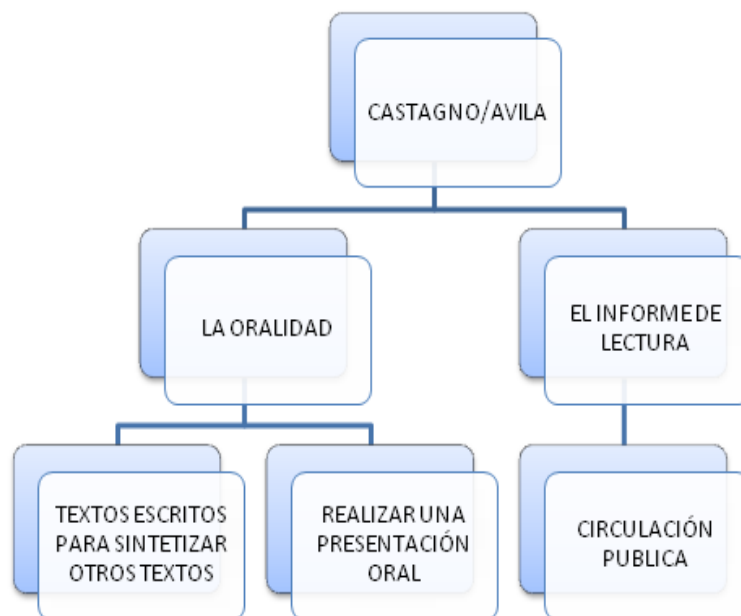 CASTAGNO/AVILA
LA ORALIDAD
EL INFORME DE
LECTURA
TEXTOS ESCRITOS
PARA SINTETIZAR
OTROS TEXTOS
REALIZAR UNA
PRESENTACIÓN
ORAL
CIRCULACIÓN
PUBLICA